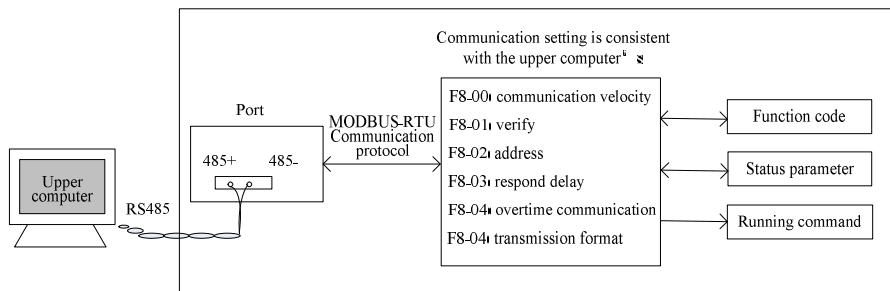 Communication setting is consistent
with the upper computer
Port
485+ 485-
MODBUS-RTU
Communication
protocol
F8-00 communication velocity
F8-01 verify
F8-02 address
F8-03 respond delay
F8-04 overtime communication
F8-04 transmission format
Function code
Status parameter
Running command
Upper
computer
RS485